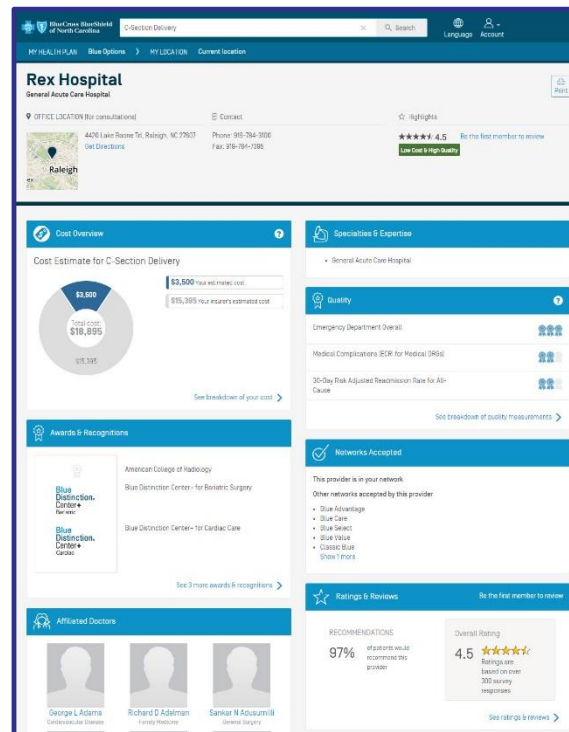 BlueCross BlueShield
of North Carolina
C-Section Delivery
Search
Language
Account
MY HEALTH PLAN Blue Options MY LOCATION Current location
Rex Hospital
General Acute Care Hospital
Print
OFFICE LOCATION (for consultations)
4420 Lake Boone Trl, Raleigh, NC 27607
Get Directions
Raleigh
Contact
Phone: 919-784-3100
Fax: 919-784-7395
Highlights
4.5 Be the first member to review
Low Cost & High Quality
Cost Overview
Cost Estimate for C-Section Delivery
$3,500
Total cost:
$18,895
$15,395
$3,500 Your estimated cost
$15,395 Your insurer's estimated cost
See breakdown of your cost
Awards & Recognitions
American College of Radiology
Blue
Distinction.
Center+
Bariatric
Blue Distinction Center+ for Bariatric Surgery
Blue
Distinction.
Center+
Cardiac
Blue Distinction Center+ for Cardiac Care
See 3 more awards & recognitions
Affiliated Doctors
George L Adams
Cardiovascular Disease
Richard D Adelman
Family Medicine
Sankar N Adusumilli
General Surgery
Specialties & Expertise
General Acute Care Hospital
Quality
Emergency Department Overall
Medical Complications (ECRI for Medical DRGs)
30-Day Risk Adjusted Readmission Rate for All-
Cause
See breakdown of quality measurements
Networks Accepted
This provider is in your network
Other networks accepted by this provider
Blue Advantage
Blue Care
Blue Select
Blue Value
Classic Blue
Show 1 more
Ratings & Reviews
Be the first member to review
RECOMMENDATIONS
97% of patients would
recommend this
provider
Overall Rating
4.5
Ratings are
based on over
300 survey
responses
See ratings & reviews